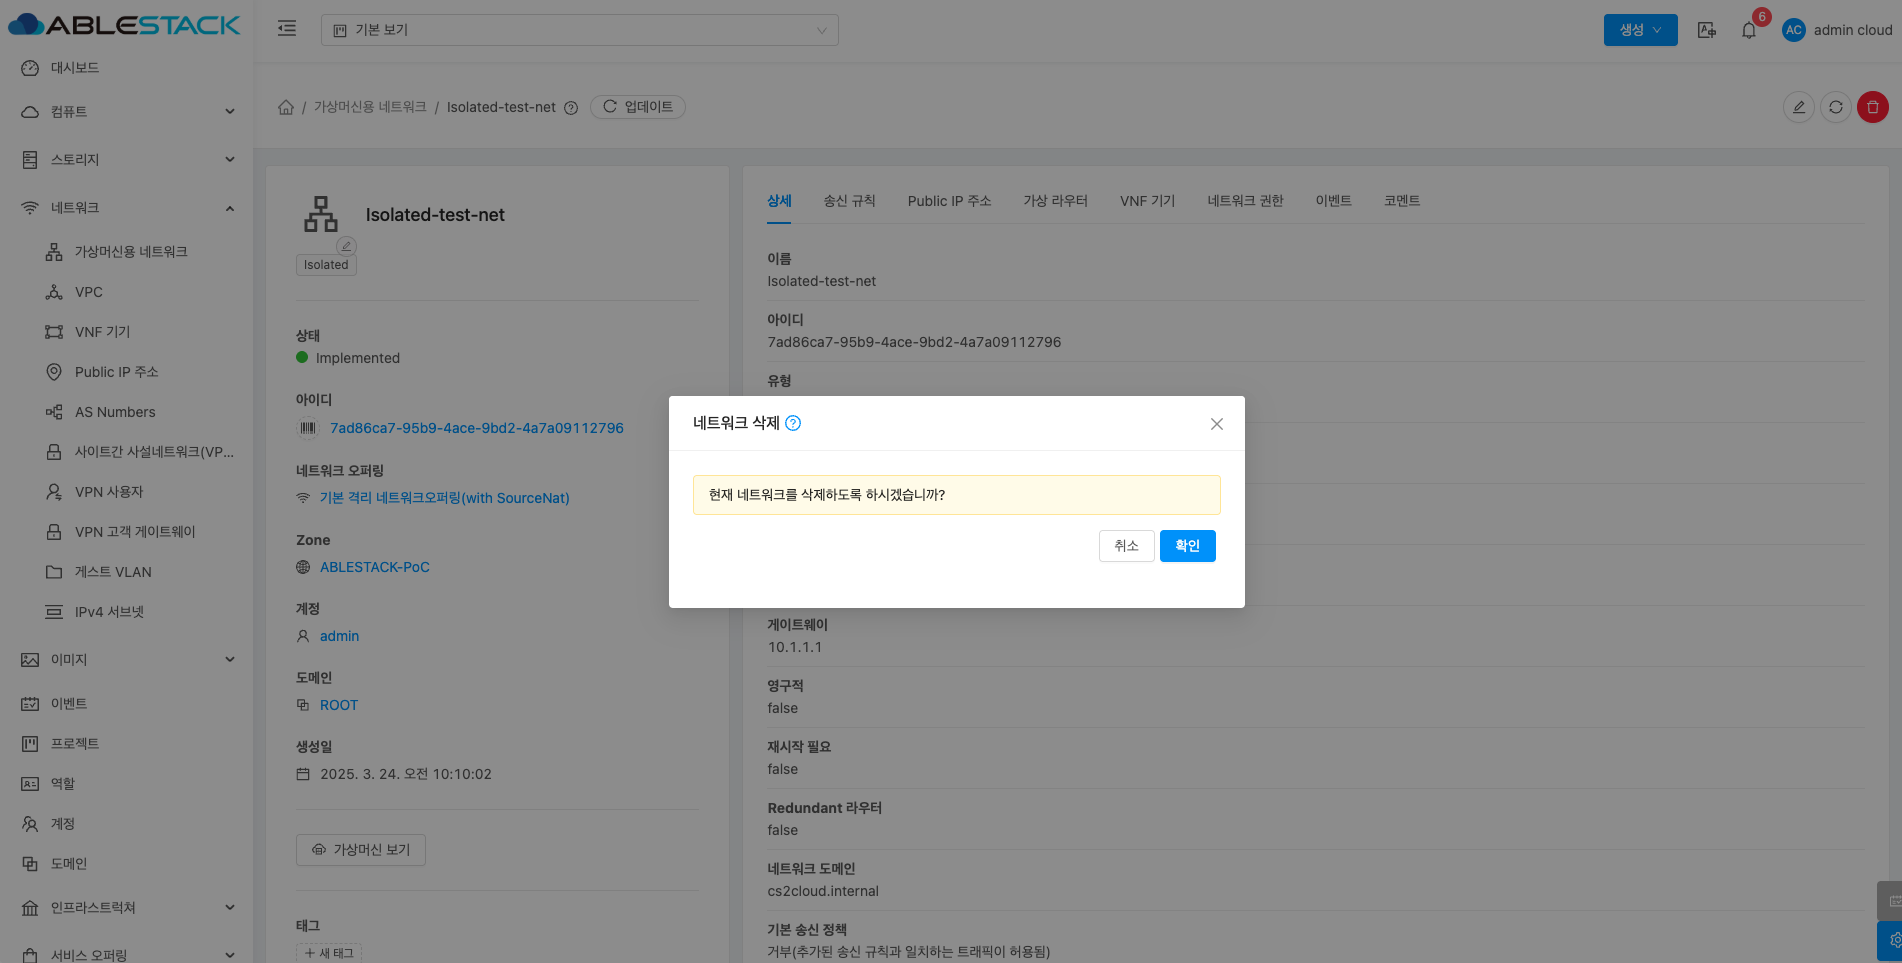 ABLESTACK
기본 보기
생성
6
AC
admin cloud
대시보드
컴퓨트
스토리지
네트워크
가상머신용 네트워크
VPC
VNF 기기
Public IP 주소
AS Numbers
사이트간 사설네트워크(VP...
VPN 사용자
VPN 고객 게이트웨이
게스트 VLAN
IPv4 서브넷
이미지
이벤트
프로젝트
역할
계정
도메인
인프라스트럭쳐
서비스 오퍼링
/ 가상머신용 네트워크 / Isolated-test-net
업데이트
Isolated-test-net
Isolated
상태
Implemented
아이디
7ad86ca7-95b9-4ace-9bd2-4a7a09112796
네트워크 오퍼링
기본 격리 네트워크오퍼링(with SourceNat)
Zone
ABLESTACK-PoC
계정
admin
도메인
ROOT
생성일
2025. 3. 24. 오전 10:10:02
가상머신 보기
태그
+ 새 태그
상세
송신 규칙
Public IP 주소
가상 라우터
VNF 기기
네트워크 권한
이벤트
코멘트
이름
Isolated-test-net
아이디
7ad86ca7-95b9-4ace-9bd2-4a7a09112796
유형
네트워크 삭제
현재 네트워크를 삭제하도록 하시겠습니까?
취소
확인
게이트웨이
10.1.1.1
영구적
false
재시작 필요
false
Redundant 라우터
false
네트워크 도메인
cs2cloud.internal
기본 송신 정책
거부(추가된 송신 규칙과 일치하는 트래픽이 허용됨)